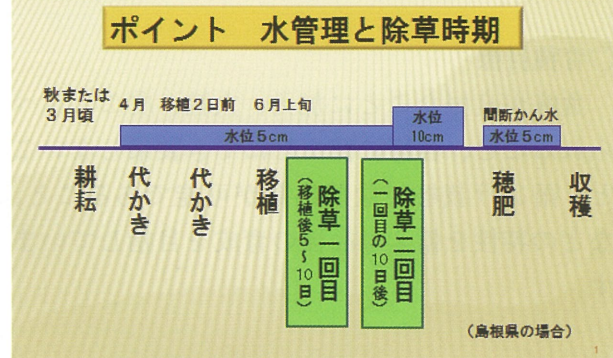 ポイント　水管理と除草時期
秋または
３月頃
４月
移植２日前
６月上旬
水位５cm
水位
10cm
間断かん水
水位５cm
耕耘
代かき
代かき
移植
除草一回目
（移植後５～10日）
除草二回目
（一回目の10日後）
穂肥
収穫
（島根県の場合）
1